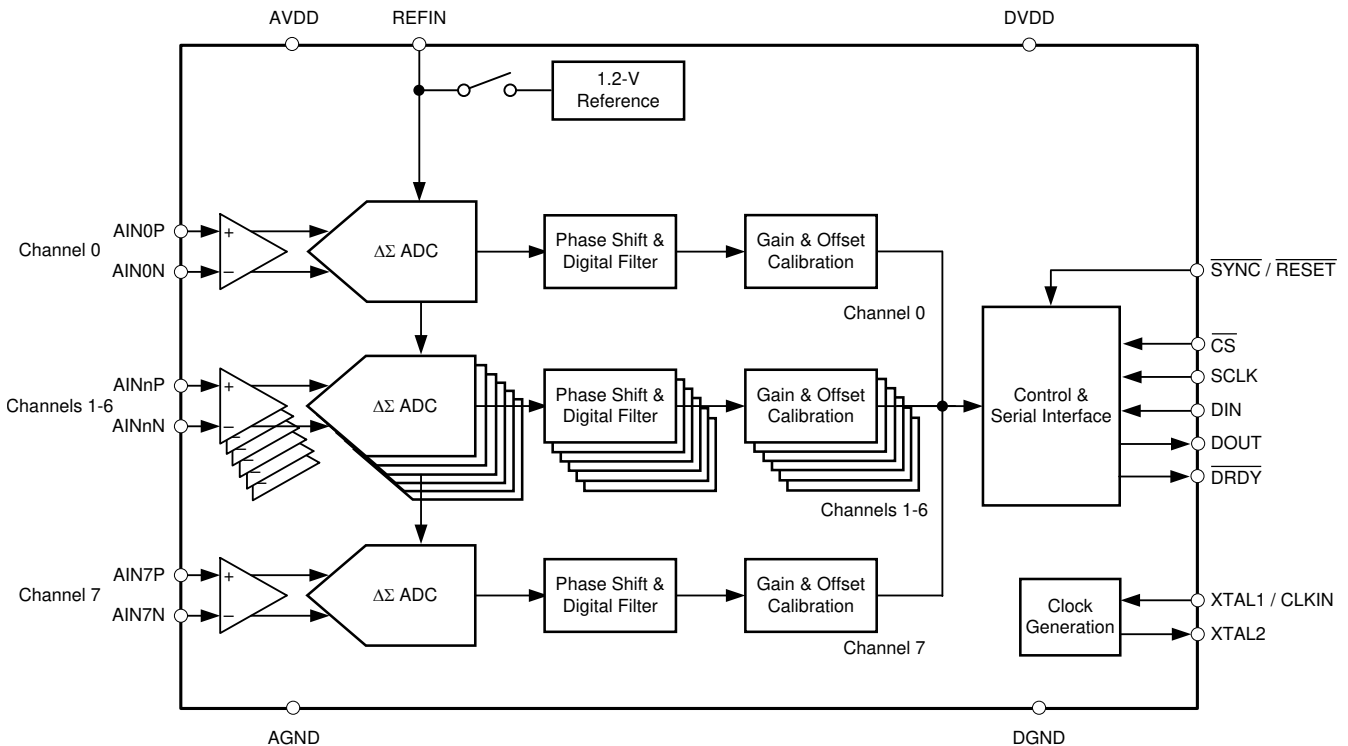 AVDD
REFIN
DVDD
1.2-V
Reference
Channel 0
AIN0P
AIN0N
+
−
ΔΣ ADC
Phase Shift &
Digital Filter
Gain & Offset
Calibration
Channel 0
SYNC / RESET
Channels 1-6
AINnP
AINnN
+
−
−
−
−
−
−
ΔΣ ADC
Phase Shift &
Digital Filter
Gain & Offset
Calibration
Channels 1-6
Control &
Serial Interface
CS
SCLK
DIN
DOUT
DRDY
Channel 7
AIN7P
AIN7N
+
−
ΔΣ ADC
Phase Shift &
Digital Filter
Gain & Offset
Calibration
Channel 7
Clock
Generation
XTAL1 / CLKIN
XTAL2
AGND
DGND